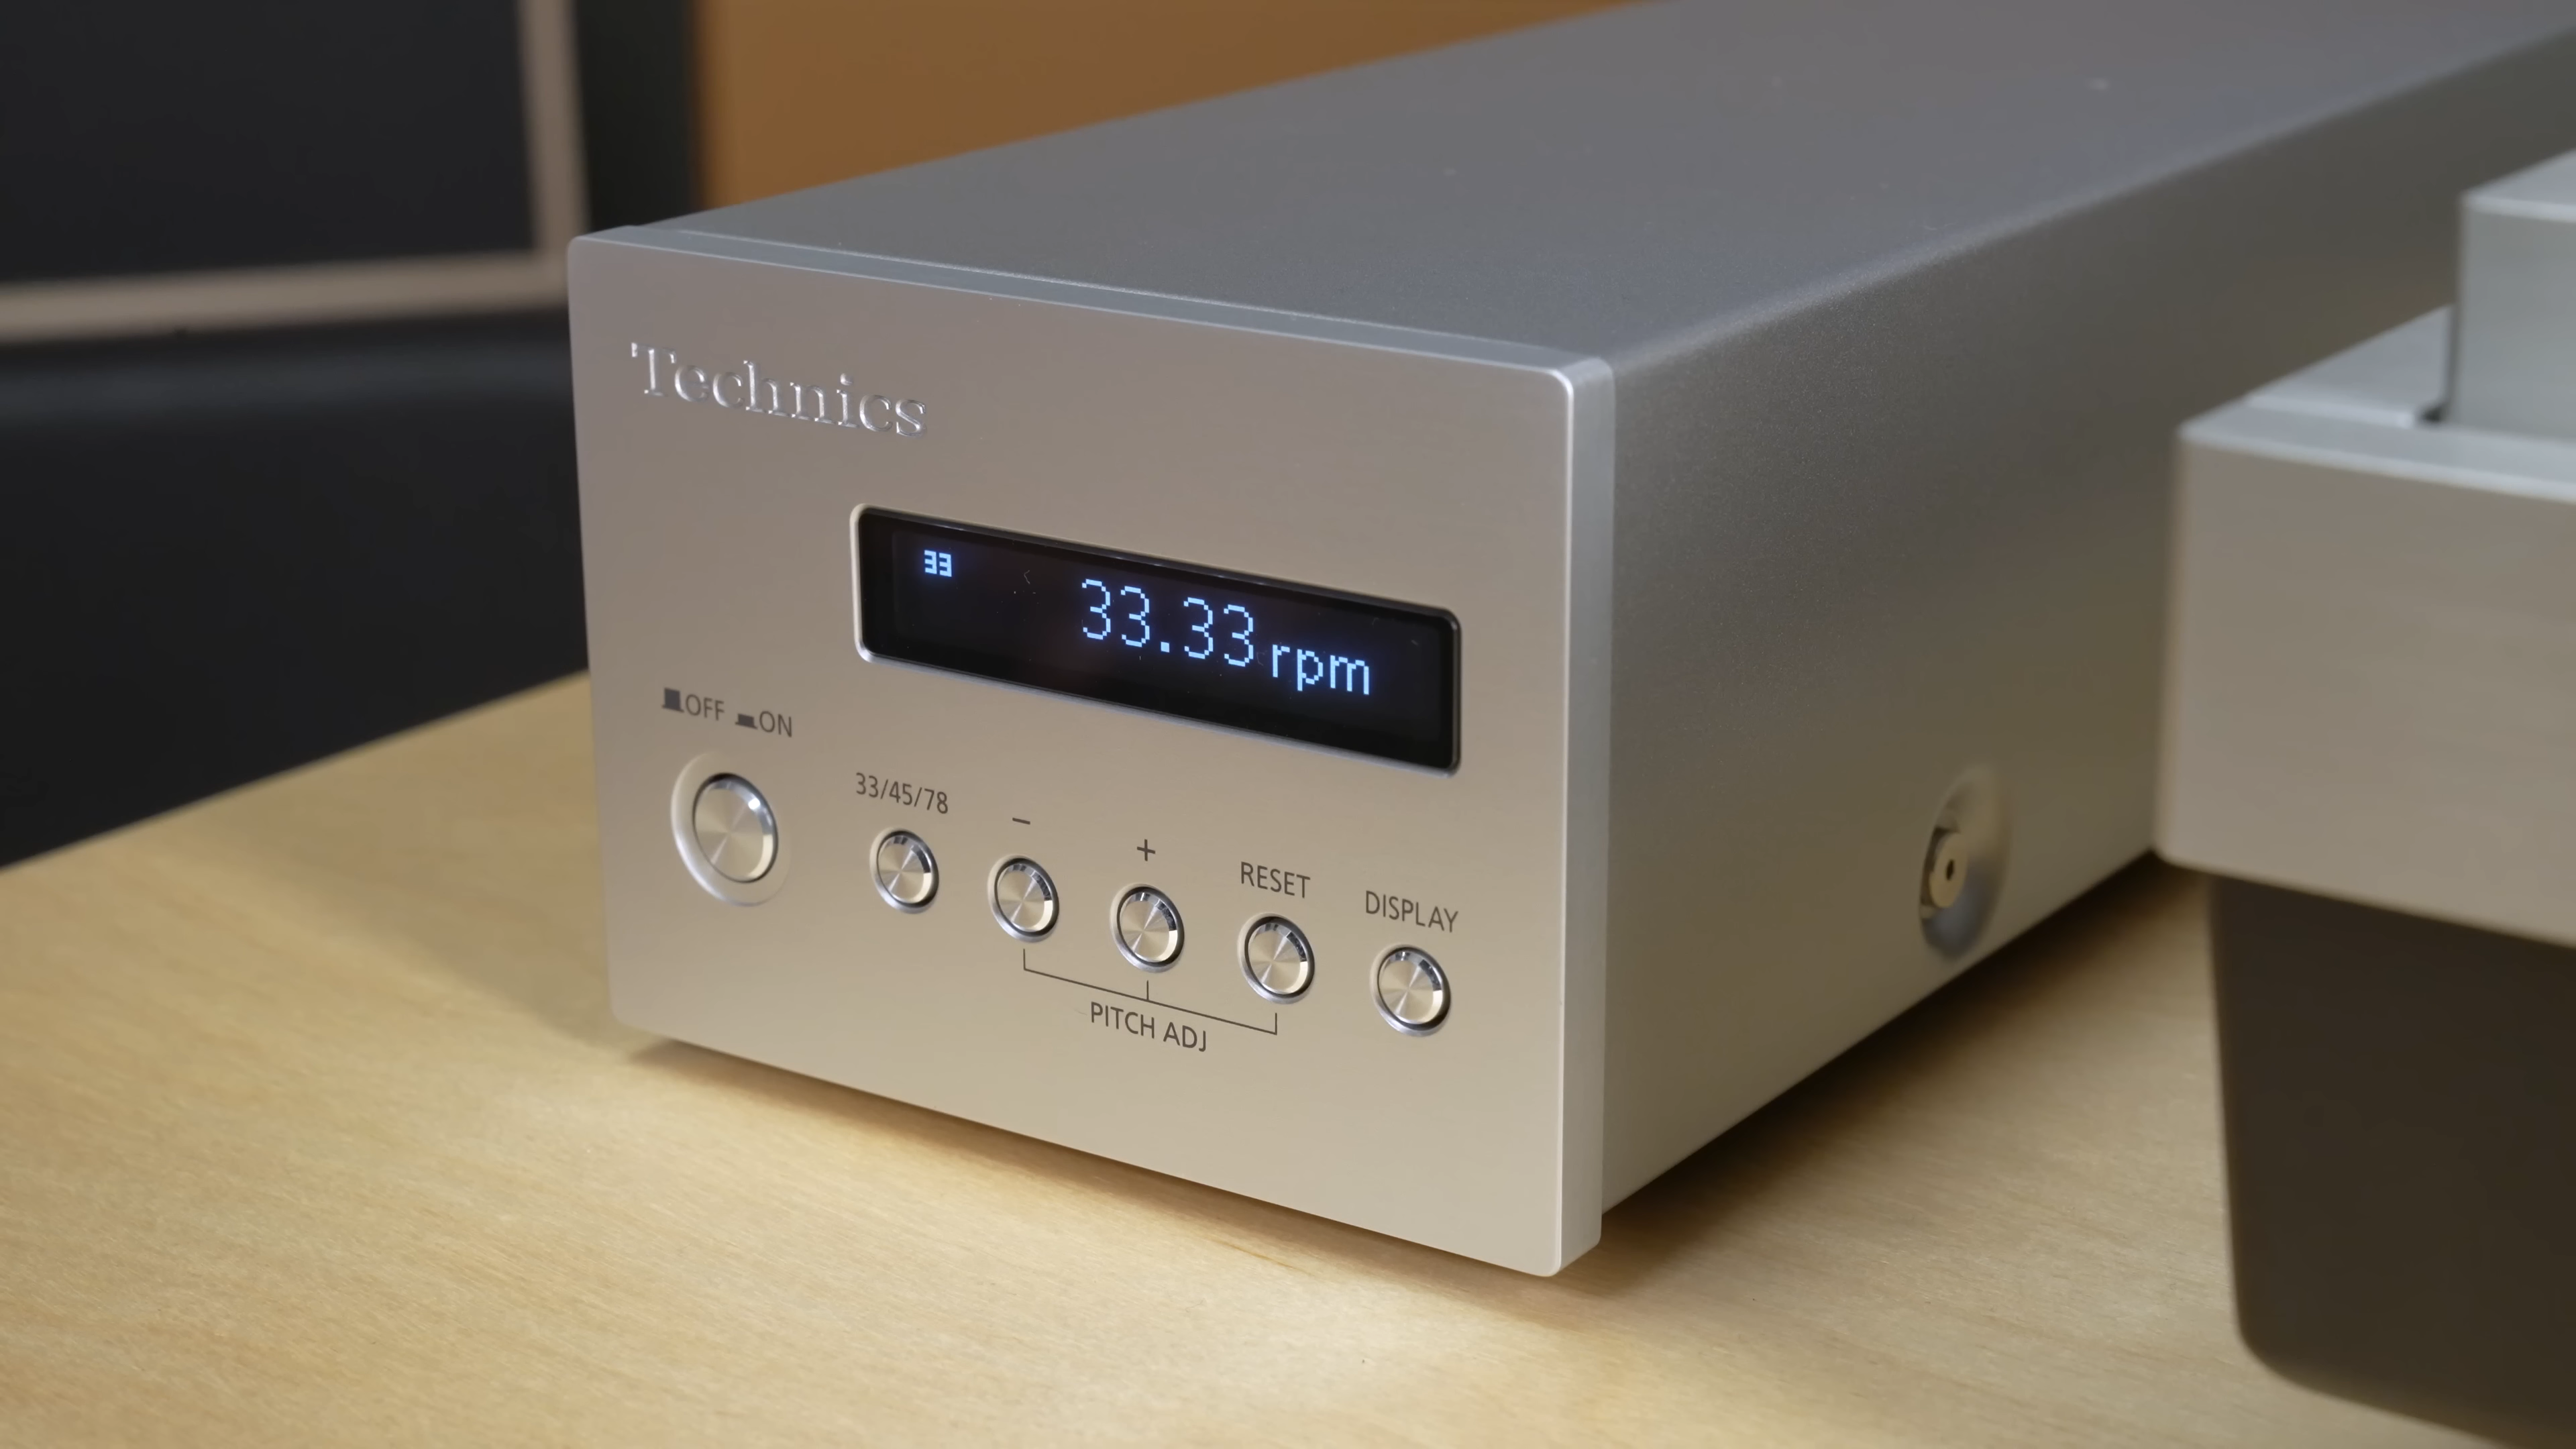 Technics
33
33.33 rpm
OFF ON
33/45/78
−
+
RESET
DISPLAY
PITCH ADJ